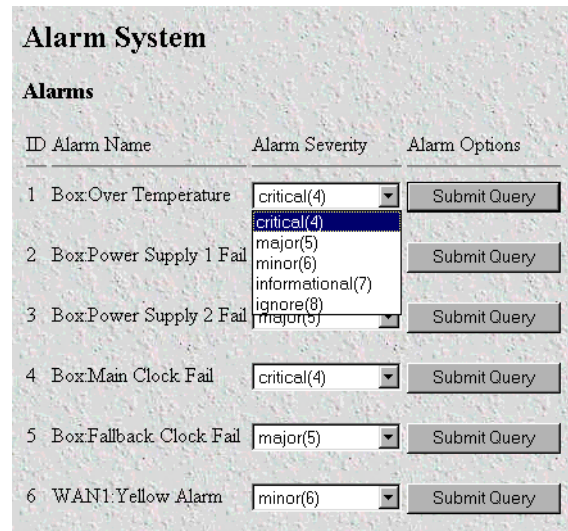 Alarm System
Alarms
ID Alarm Name Alarm Severity Alarm Options
1 Box:Over Temperature critical(4) Submit Query
critical(4)
major(5)
2 Box:Power Supply 1 Fail minor(6) Submit Query
informational(7)
ignore(8)
3 Box:Power Supply 2 Fail major(5) Submit Query
4 Box:Main Clock Fail critical(4) Submit Query
5 Box:Fallback Clock Fail major(5) Submit Query
6 WAN1:Yellow Alarm minor(6) Submit Query